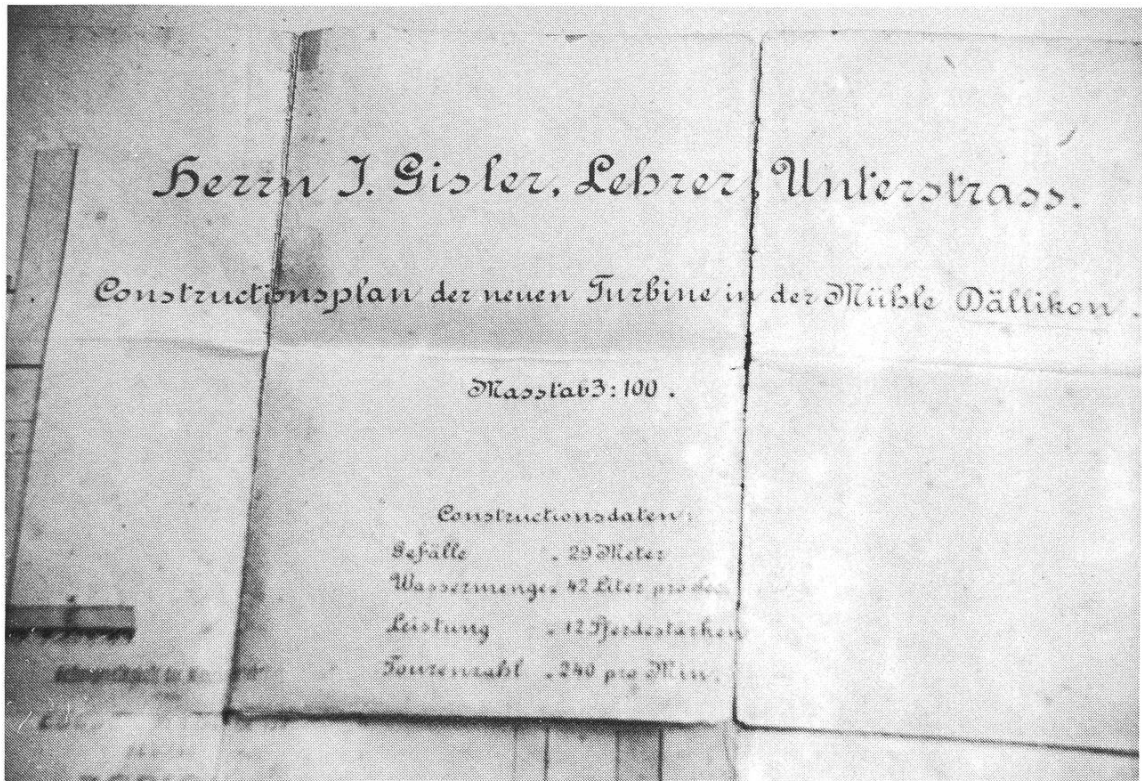 Herrn J. Gisler, Lehrer, Unterstrass.
Constructionsplan der neuen Turbine in der Mühle Dällikon.
Masstab 3:100.
Constructionsdaten:
Gefälle . 29 Meter
Wassermenge . 42 Liter pro Sec.
Leistung . 12 Pferdestärken
Tourenzahl . 240 pro Min.